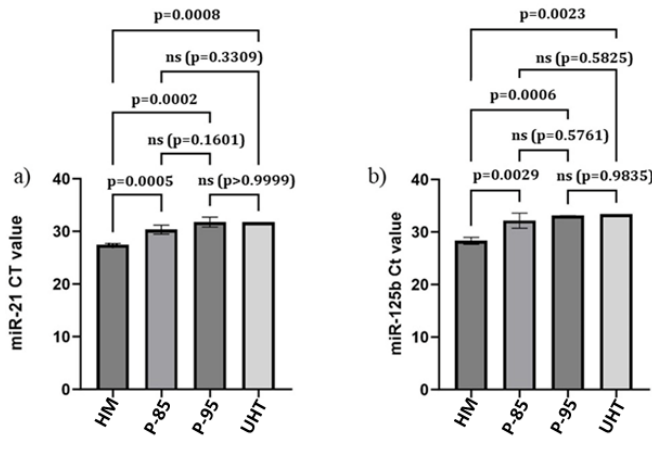 p=0.0008
ns (p=0.3309)
p=0.0002
ns (p=0.1601)
a)
p=0.0005
ns (p>0.9999)
miR-21 CT value
40
30
20
10
0
HM
P-85
P-95
UHT
p=0.0023
ns (p=0.5825)
p=0.0006
ns (p=0.5761)
b)
p=0.0029
ns (p=0.9835)
miR-125b Ct value
40
30
20
10
0
HM
P-85
P-95
UHT